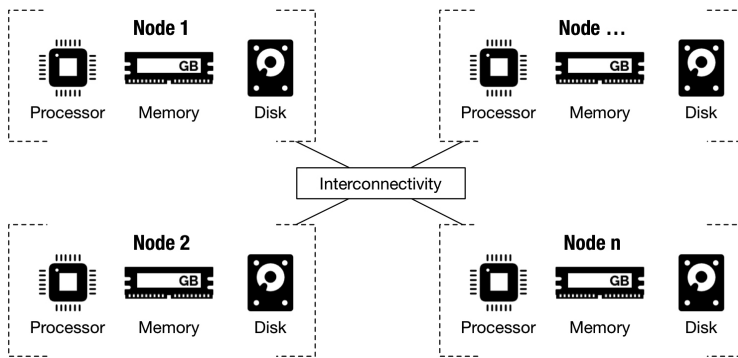 Node 1
GB
Processor Memory Disk
Node ...
GB
Processor Memory Disk
Interconnectivity
Node 2
GB
Processor Memory Disk
Node n
GB
Processor Memory Disk